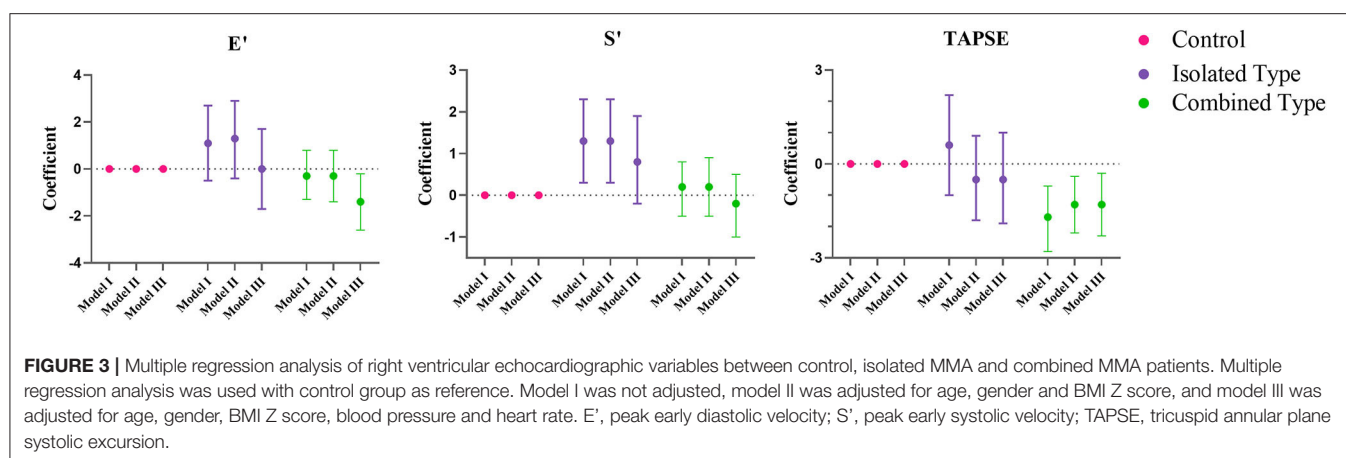 E'
S'
TAPSE
Control
Isolated Type
Combined Type
Coefficient
4
2
0
-2
-4
Model I
Model II
Model III
Model I
Model II
Model III
Model I
Model II
Model III
Coefficient
3
2
1
0
-1
Model I
Model II
Model III
Model I
Model II
Model III
Model I
Model II
Model III
Coefficient
3
0
-3
Model I
Model II
Model III
Model I
Model II
Model III
Model I
Model II
Model III
FIGURE 3 | Multiple regression analysis of right ventricular echocardiographic variables between control, isolated MMA and combined MMA patients. Multiple
regression analysis was used with control group as reference. Model I was not adjusted, model II was adjusted for age, gender and BMI Z score, and model III was
adjusted for age, gender, BMI Z score, blood pressure and heart rate. E', peak early diastolic velocity; S', peak early systolic velocity; TAPSE, tricuspid annular plane
systolic excursion.